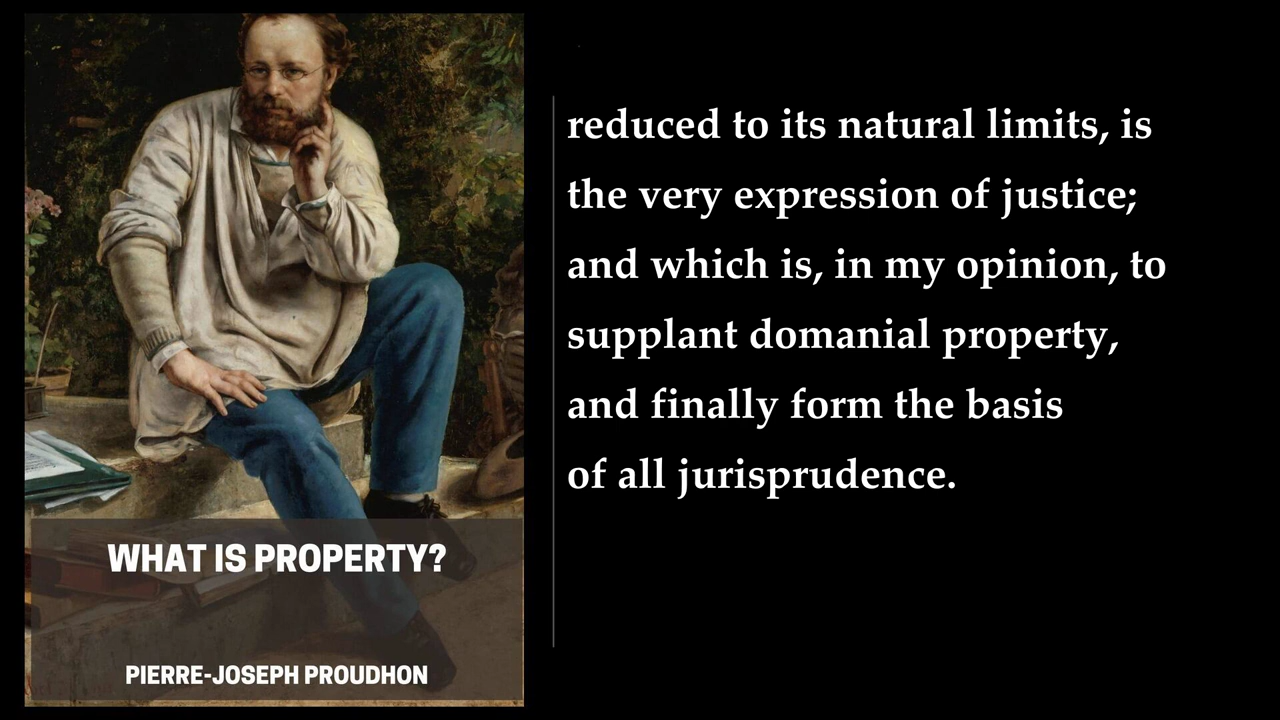 reduced to its natural limits, is
the very expression of justice;
and which is, in my opinion, to
supplant domanial property,
and finally form the basis
of all jurisprudence.
WHAT IS PROPERTY?
PIERRE-JOSEPH PROUDHON